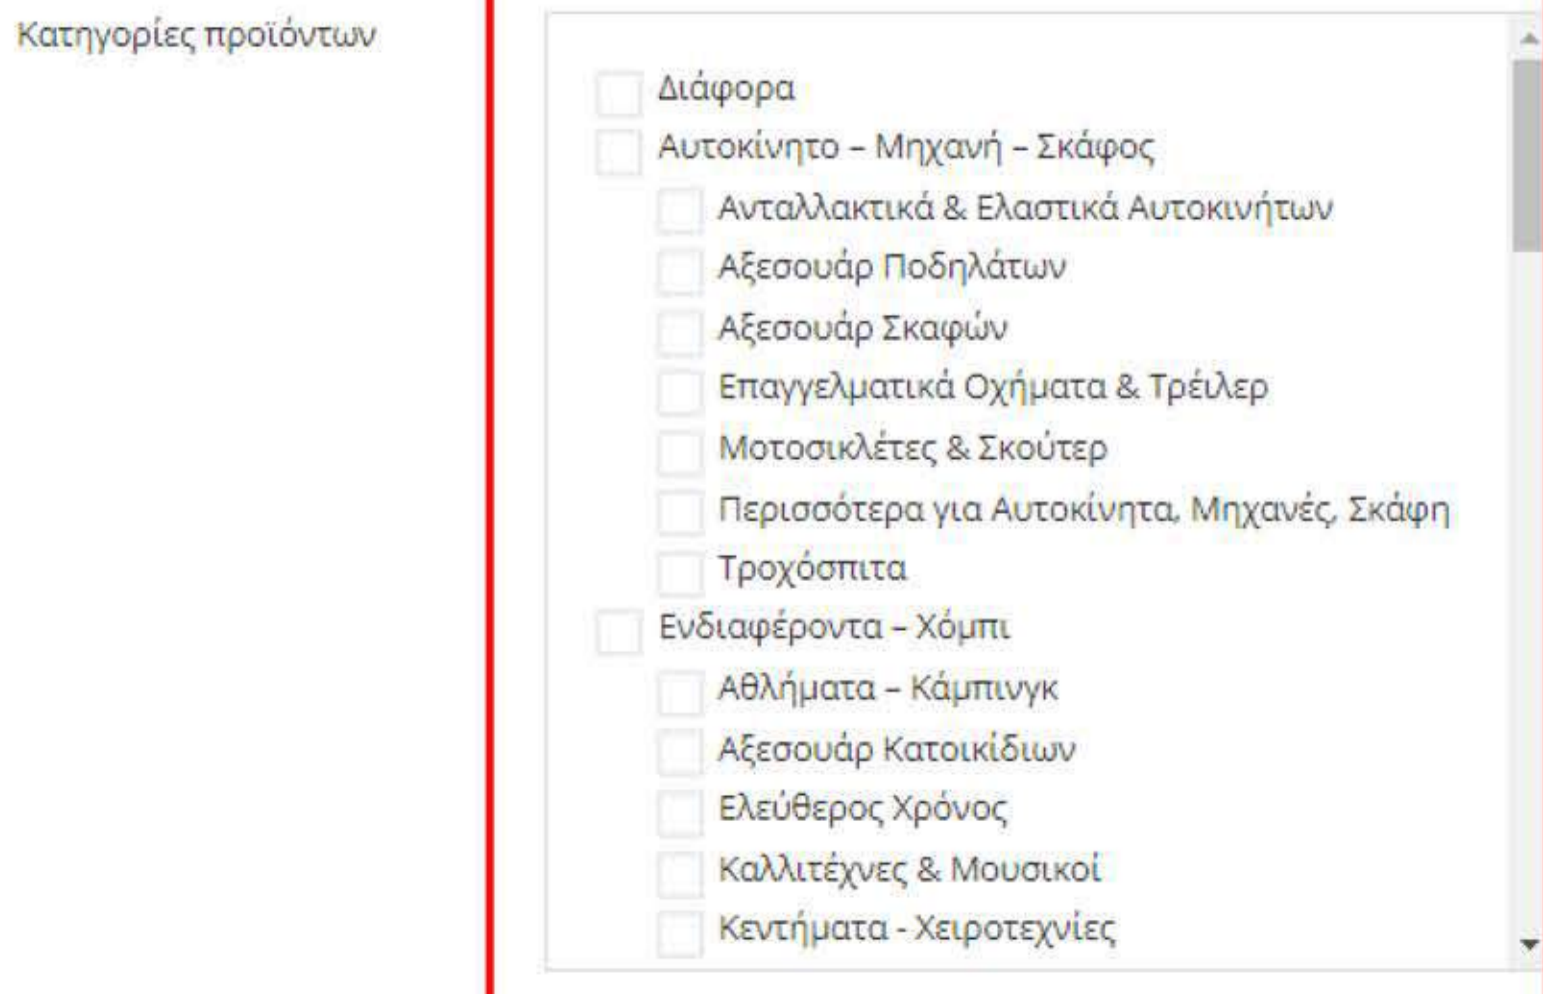 Κατηγορίες προϊόντων
Διάφορα
Αυτοκίνητο – Μηχανή – Σκάφος
Ανταλλακτικά & Ελαστικά Αυτοκινήτων
Αξεσουάρ Ποδηλάτων
Αξεσουάρ Σκαφών
Επαγγελματικά Οχήματα & Τρέιλερ
Μοτοσικλέτες & Σκούτερ
Περισσότερα για Αυτοκίνητα, Μηχανές, Σκάφη
Τροχόσπιτα
Ενδιαφέροντα – Χόμπι
Αθλήματα – Κάμπινγκ
Αξεσουάρ Κατοικίδιων
Ελεύθερος Χρόνος
Καλλιτέχνες & Μουσικοί
Κεντήματα - Χειροτεχνίες